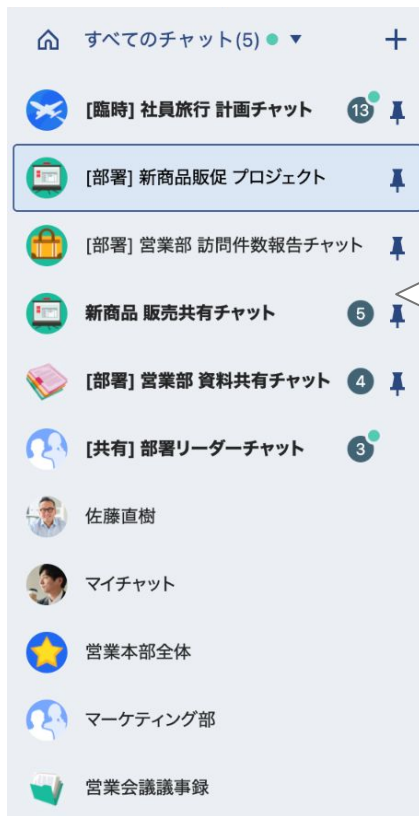 すべてのチャット(5)
[臨時] 社員旅行 計画チャット 13
[部署] 新商品販促 プロジェクト
[部署] 営業部 訪問件数報告チャット
新商品 販売共有チャット 5
[部署] 営業部 資料共有チャット 4
[共有] 部署リーダーチャット 3
佐藤直樹
マイチャット
営業本部全体
マーケティング部
営業会議議事録